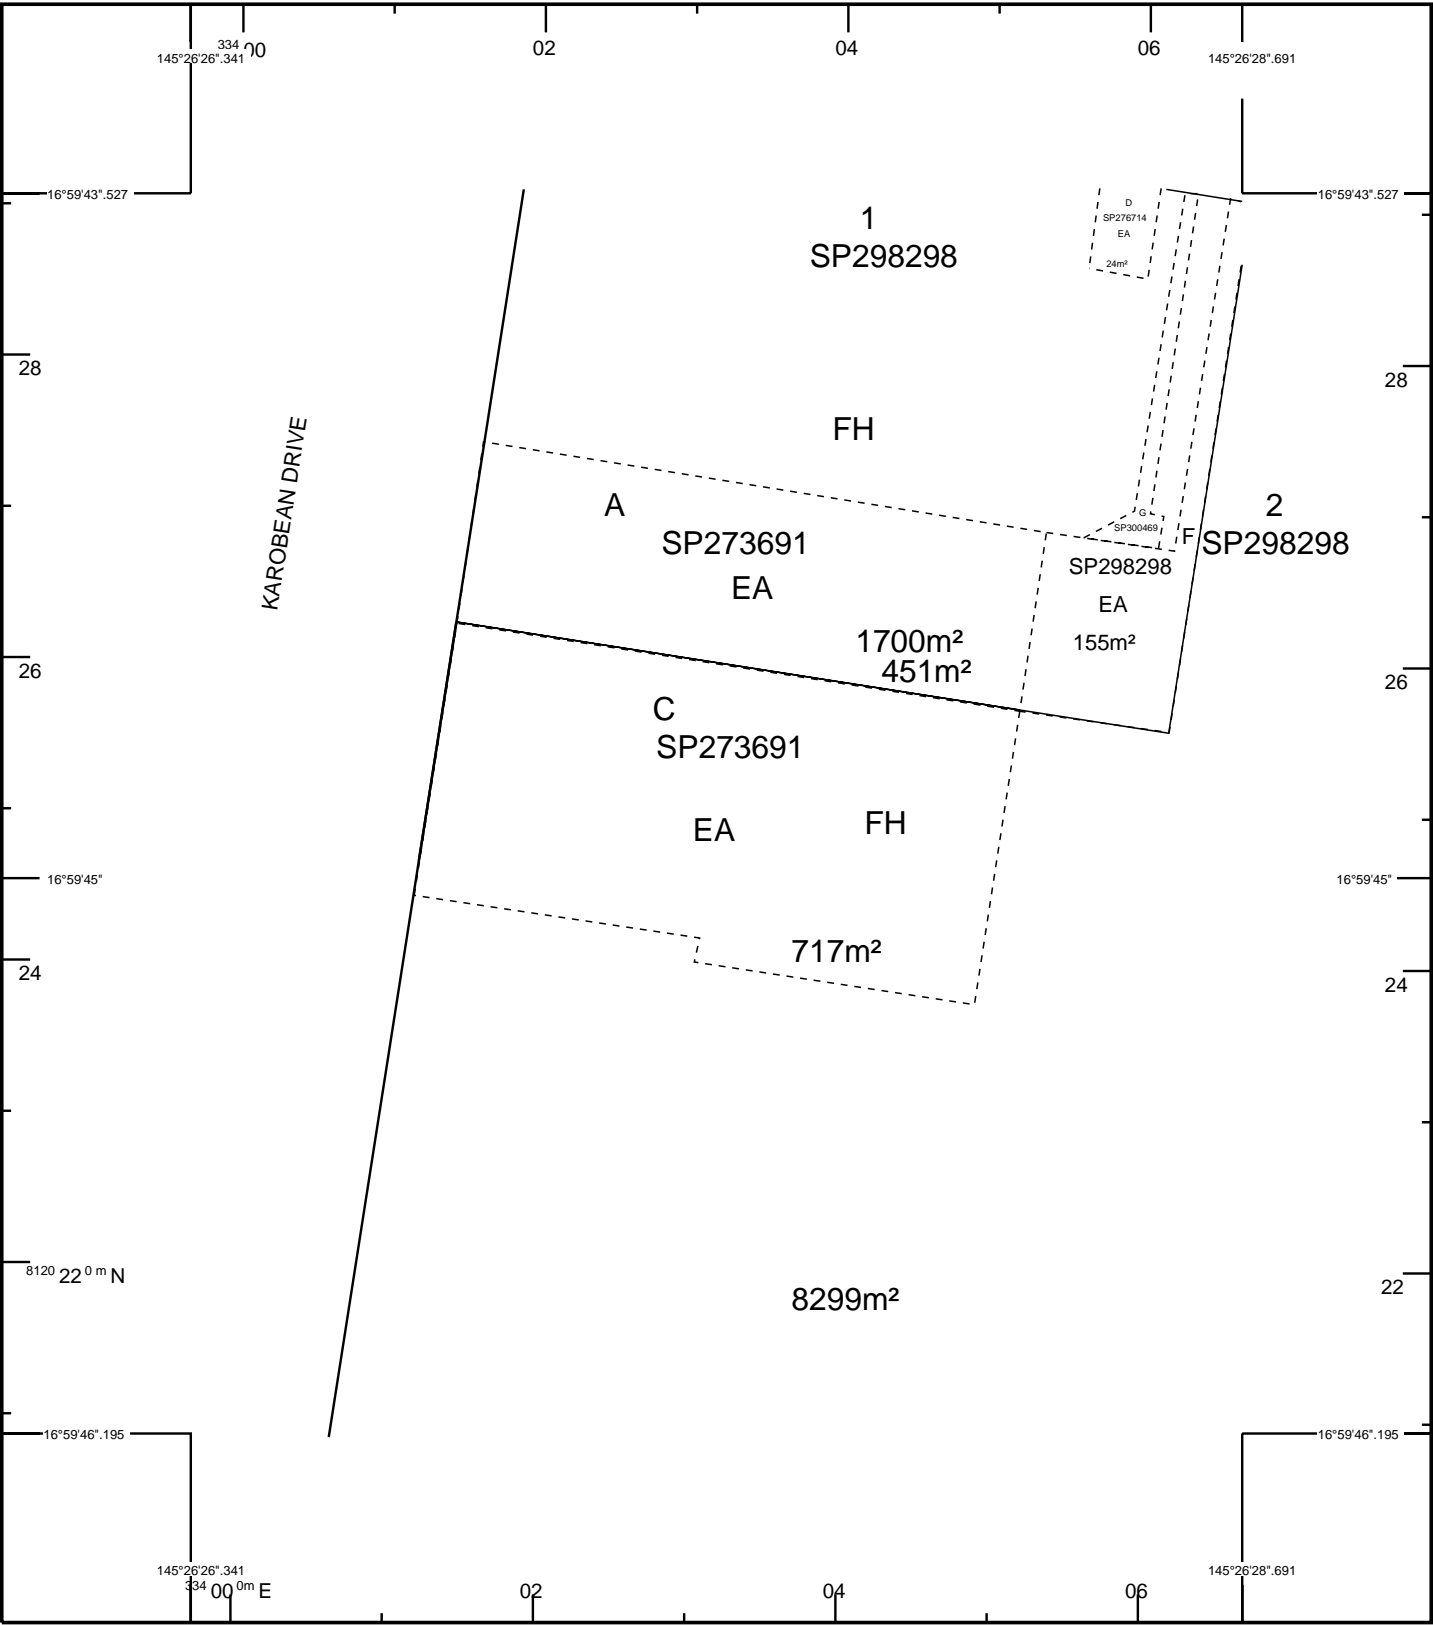 334 00 02 04 06
145°26'26".341 145°26'28".691
16°59'43".527 16°59'43".527
D
SP276714
EA
24m²
1
SP298298
28 28
FH
KAROBEAN DRIVE
A
SP273691
EA
G
SP300469
F
2
SP298298
SP298298
EA
155m²
1700m²
451m²
26 26
C
SP273691
EA FH
16°59'45" 16°59'45"
717m²
24 24
8120 22 0 m N 22
8299m²
16°59'46".195 16°59'46".195
145°26'26".341 145°26'28".691
334 00 0m E 02 04 06